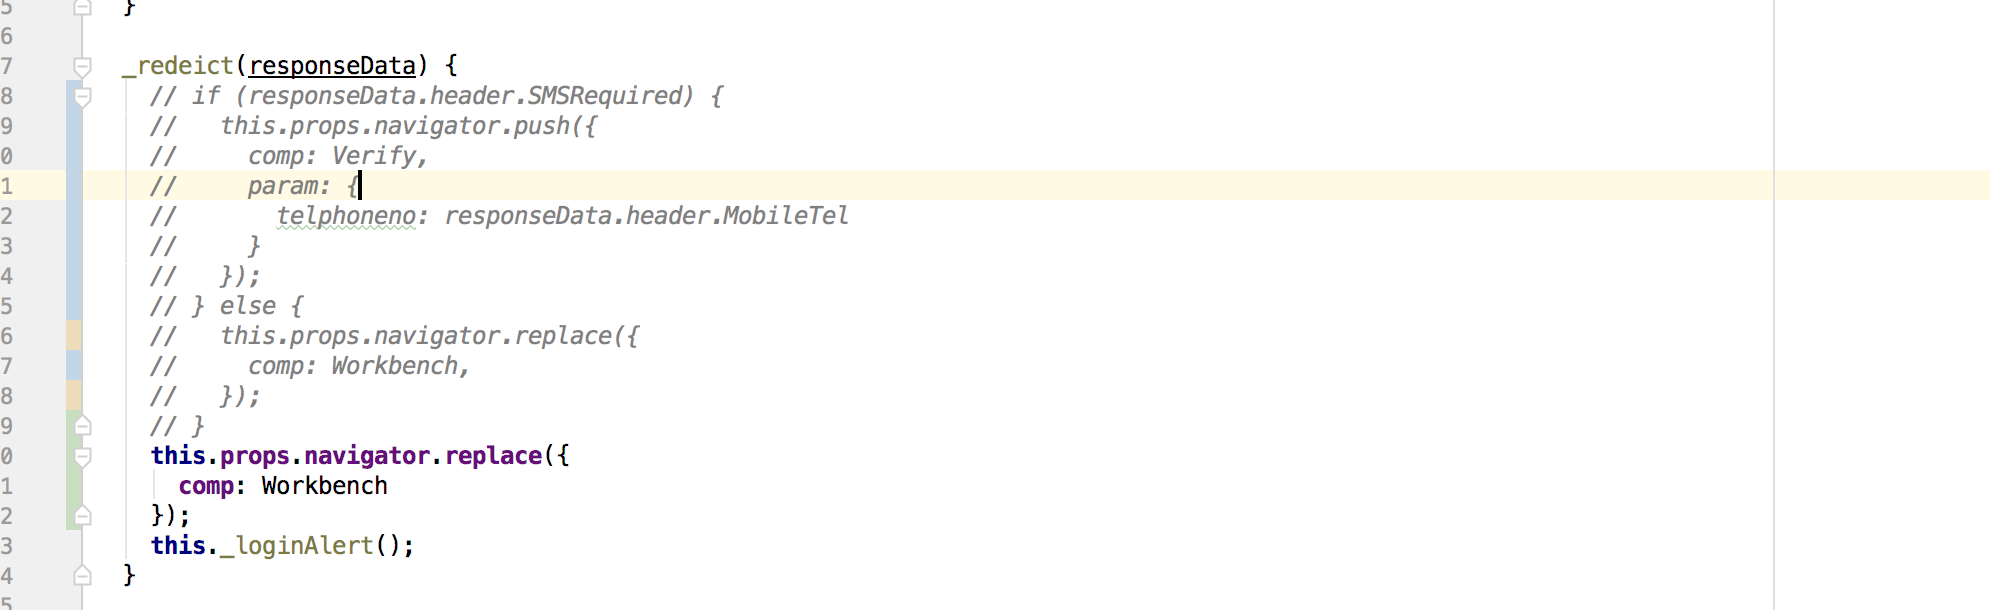 5 }
6
7 _redeict(responseData) {
8 // if (responseData.header.SMSRequired) {
9 //   this.props.navigator.push({
0 //     comp: Verify,
1 //     param: {
2 //       telphoneno: responseData.header.MobileTel
3 //     }
4 //   });
5 // } else {
6 //   this.props.navigator.replace({
7 //     comp: Workbench,
8 //   });
9 // }
0 this.props.navigator.replace({
1   comp: Workbench
2 });
3 this._loginAlert();
4 }
5